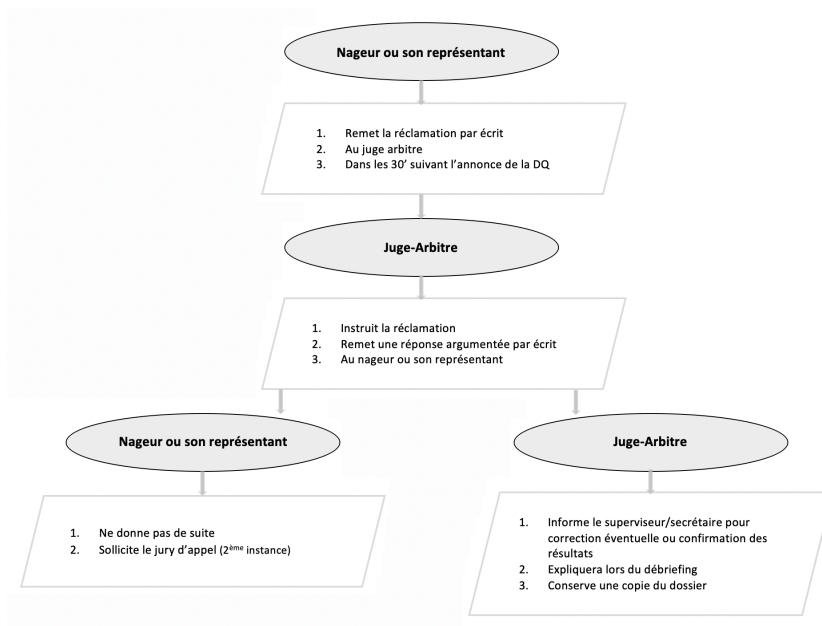 Nageur ou son représentant
1. Remet la réclamation par écrit
2. Au juge arbitre
3. Dans les 30’ suivant l’annonce de la DQ
Juge-Arbitre
1. Instruit la réclamation
2. Remet une réponse argumentée par écrit
3. Au nageur ou son représentant
Nageur ou son représentant
1. Ne donne pas de suite
2. Sollicite le jury d’appel (2ème instance)
Juge-Arbitre
1. Informe le superviseur/secrétaire pour
correction éventuelle ou confirmation des
résultats
2. Expliquera lors du débriefing
3. Conserve une copie du dossier